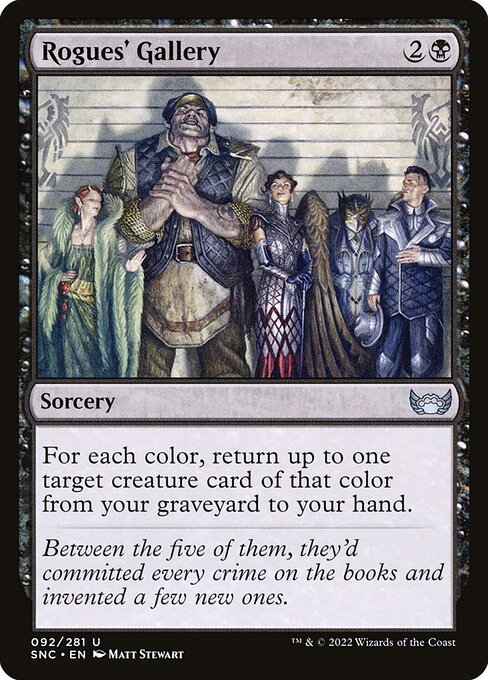 Rogues' Gallery 2
Sorcery
For each color, return up to one
target creature card of that color
from your graveyard to your hand.
Between the five of them, they'd
committed every crime on the books and
invented a few new ones.
092/281 U
SNC • EN Matt Stewart
™ & © 2022 Wizards of the Coast